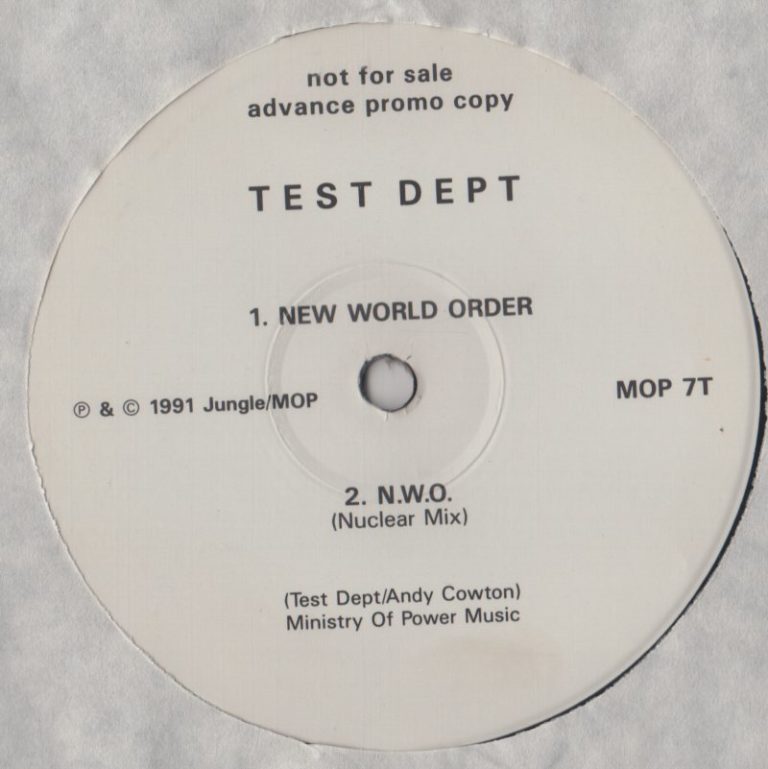 not for sale
advance promo copy
TEST DEPT
1. NEW WORLD ORDER
℗ & © 1991 Jungle/MOP
MOP 7T
2. N.W.O.
(Nuclear Mix)
(Test Dept/Andy Cowton)
Ministry Of Power Music